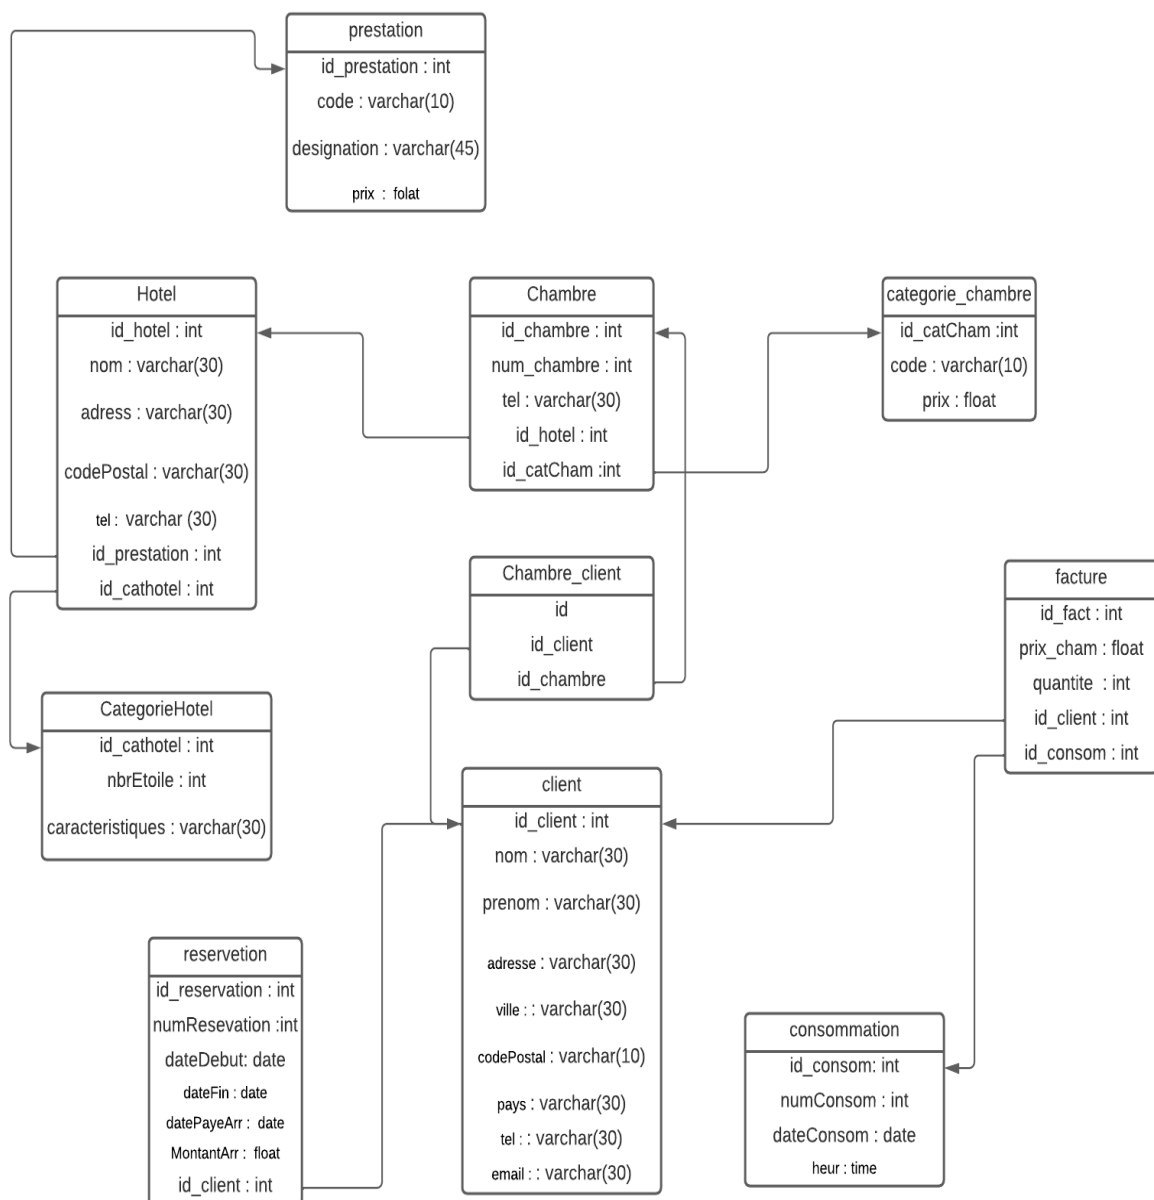 prestation
id_prestation : int
code : varchar(10)
designation : varchar(45)
prix : folat
Hotel
id_hotel : int
nom : varchar(30)
adress : varchar(30)
codePostal : varchar(30)
tel : varchar (30)
id_prestation : int
id_cathotel : int
Chambre
id_chambre : int
num_chambre : int
tel : varchar(30)
id_hotel : int
id_catCham :int
categorie_chambre
id_catCham :int
code : varchar(10)
prix : float
Chambre_client
id
id_client
id_chambre
facture
id_fact : int
prix_cham : float
quantite : int
id_client : int
id_consom : int
CategorieHotel
id_cathotel : int
nbrEtoile : int
caracteristiques : varchar(30)
client
id_client : int
nom : varchar(30)
prenom : varchar(30)
adresse : varchar(30)
ville : : varchar(30)
codePostal : varchar(10)
pays : varchar(30)
tel : : varchar(30)
email : : varchar(30)
reservetion
id_reservation : int
numResevation :int
dateDebut: date
dateFin : date
datePayeArr : date
MontantArr : float
id_client : int
consommation
id_consom: int
numConsom : int
dateConsom : date
heur : time